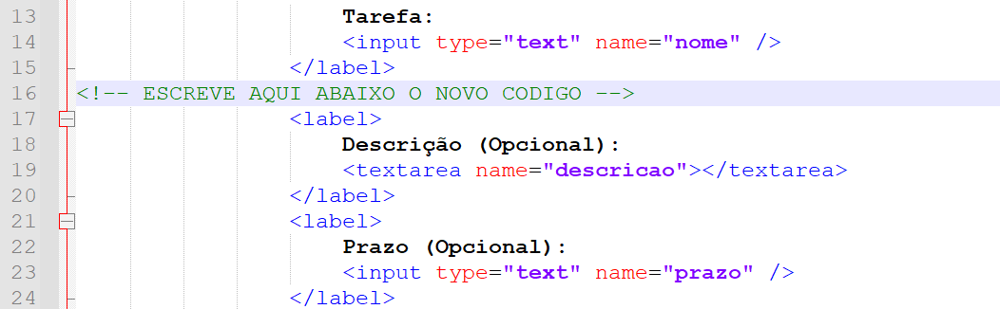 13 Tarefa:
14 <input type="text" name="nome" />
15 </label>
16 <!-- ESCREVE AQUI ABAIXO O NOVO CODIGO -->
17 <label>
18 Descrição (Opcional):
19 <textarea name="descricao"></textarea>
20 </label>
21 <label>
22 Prazo (Opcional):
23 <input type="text" name="prazo" />
24 </label>